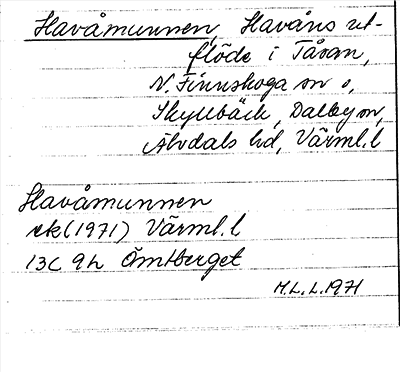 Havåmunnen, Havåns ut-
flöde i Tåsan,
N. Finnskoga sn o,
Skyllbäck, Dalby sn,
Älvdals hd, Värml. l
Havåmunnen
ek (1971) Värml. l
13C 9h Ömtberget
M.L.L. 1971